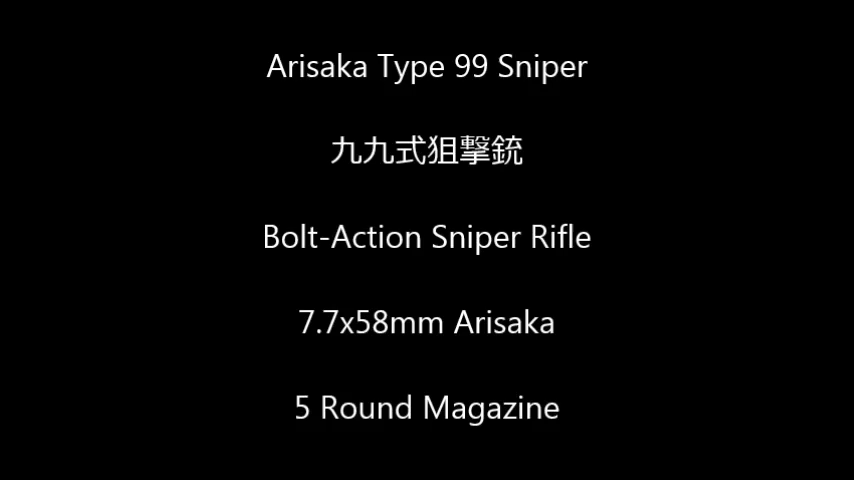 Arisaka Type 99 Sniper
九九式狙撃銃
Bolt-Action Sniper Rifle
7.7x58mm Arisaka
5 Round Magazine